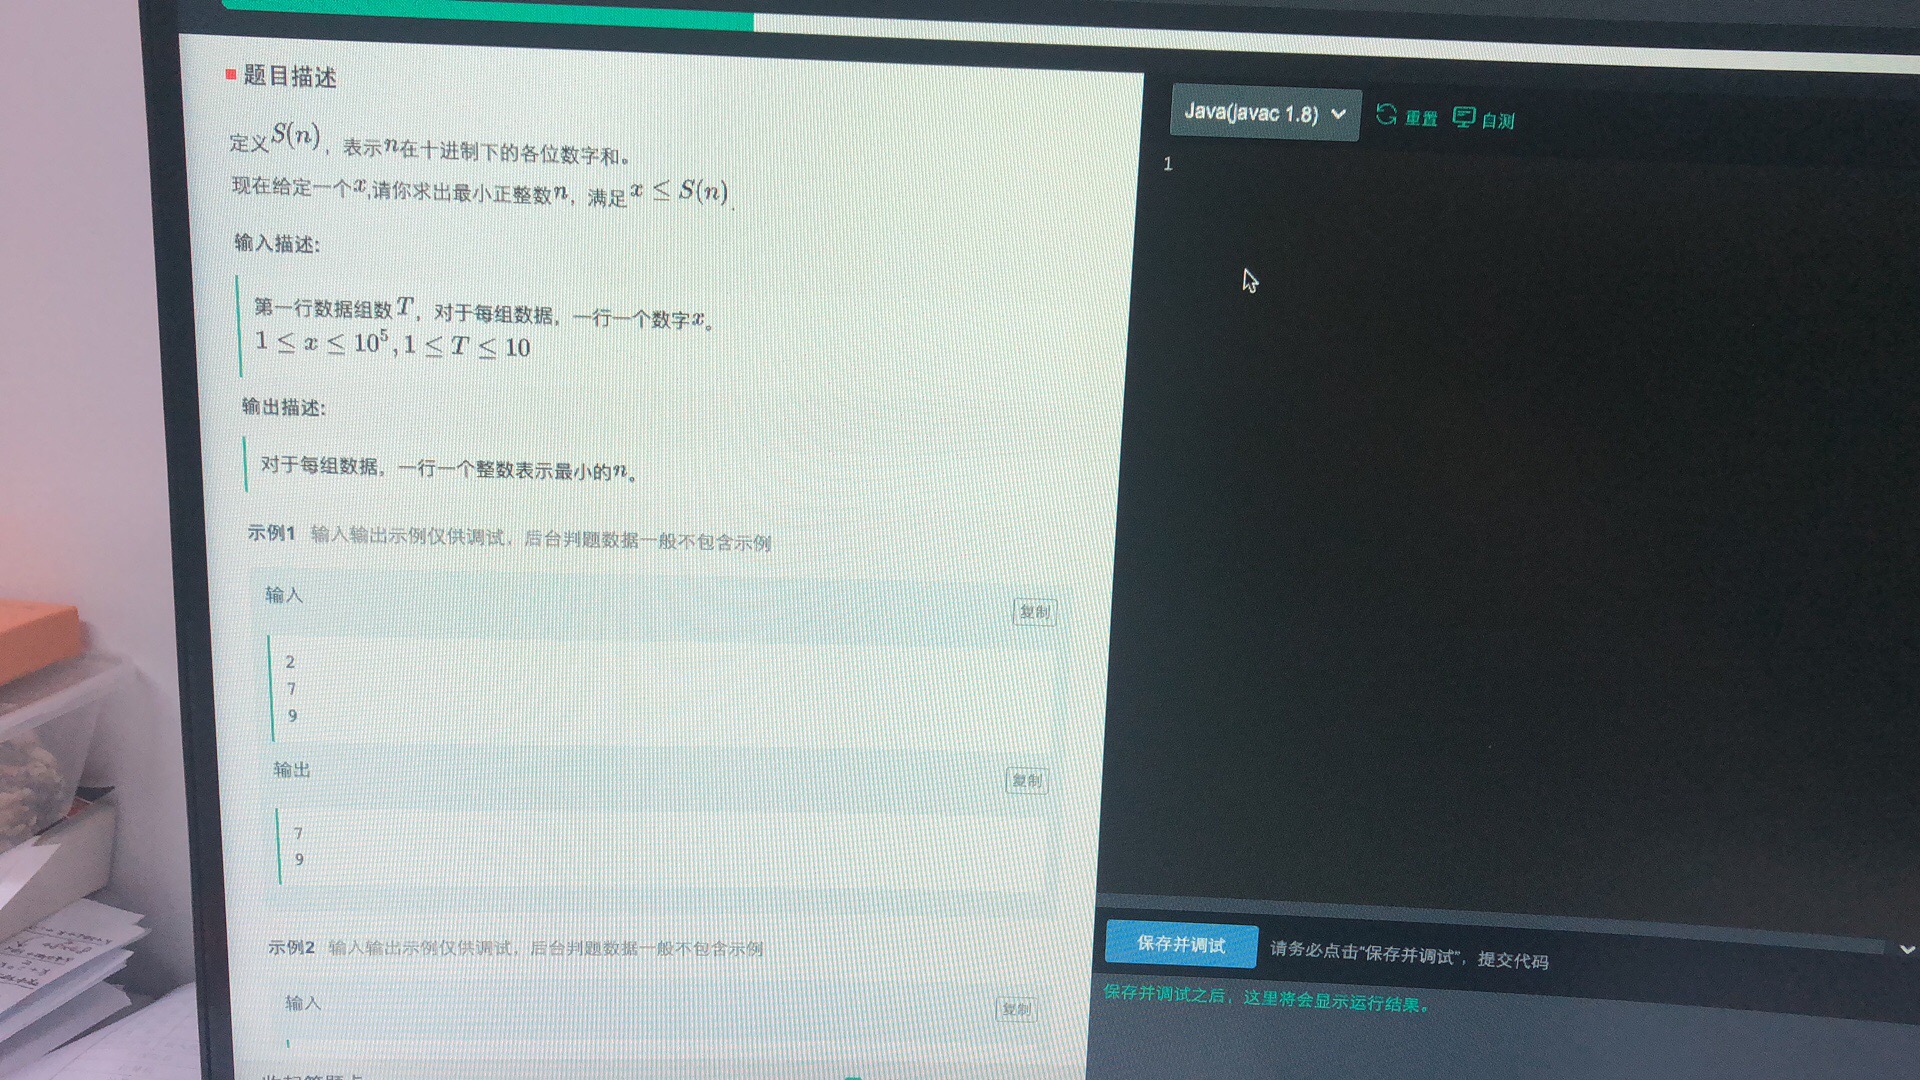 题目描述
定义S(n)，表示n在十进制下的各位数字和。
现在给定一个x,请你求出最小正整数n，满足x ≤ S(n).
输入描述:
第一行数据组数T，对于每组数据，一行一个数字x。
1 ≤ x ≤ 10^5, 1 ≤ T ≤ 10
输出描述:
对于每组数据，一行一个整数表示最小的n。
示例1 输入输出示例仅供调试，后台判题数据一般不包含示例
输入
复制
2
7
9
输出
复制
7
9
示例2 输入输出示例仅供调试，后台判题数据一般不包含示例
输入
复制
Java(javac 1.8)
重置
自测
1
保存并调试
请务必点击“保存并调试”，提交代码
保存并调试之后，这里将会显示运行结果。